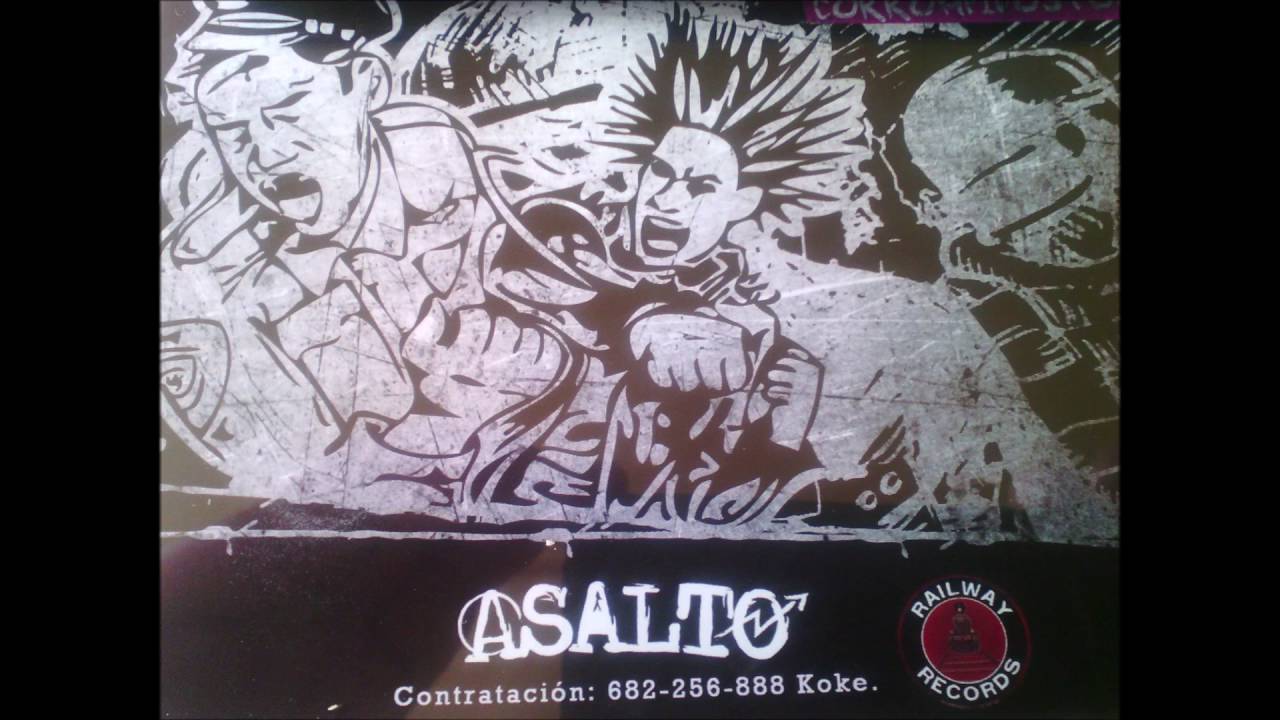 ASALTO
Contratación: 682-256-888 Koke.
RAILWAY
RECORDS